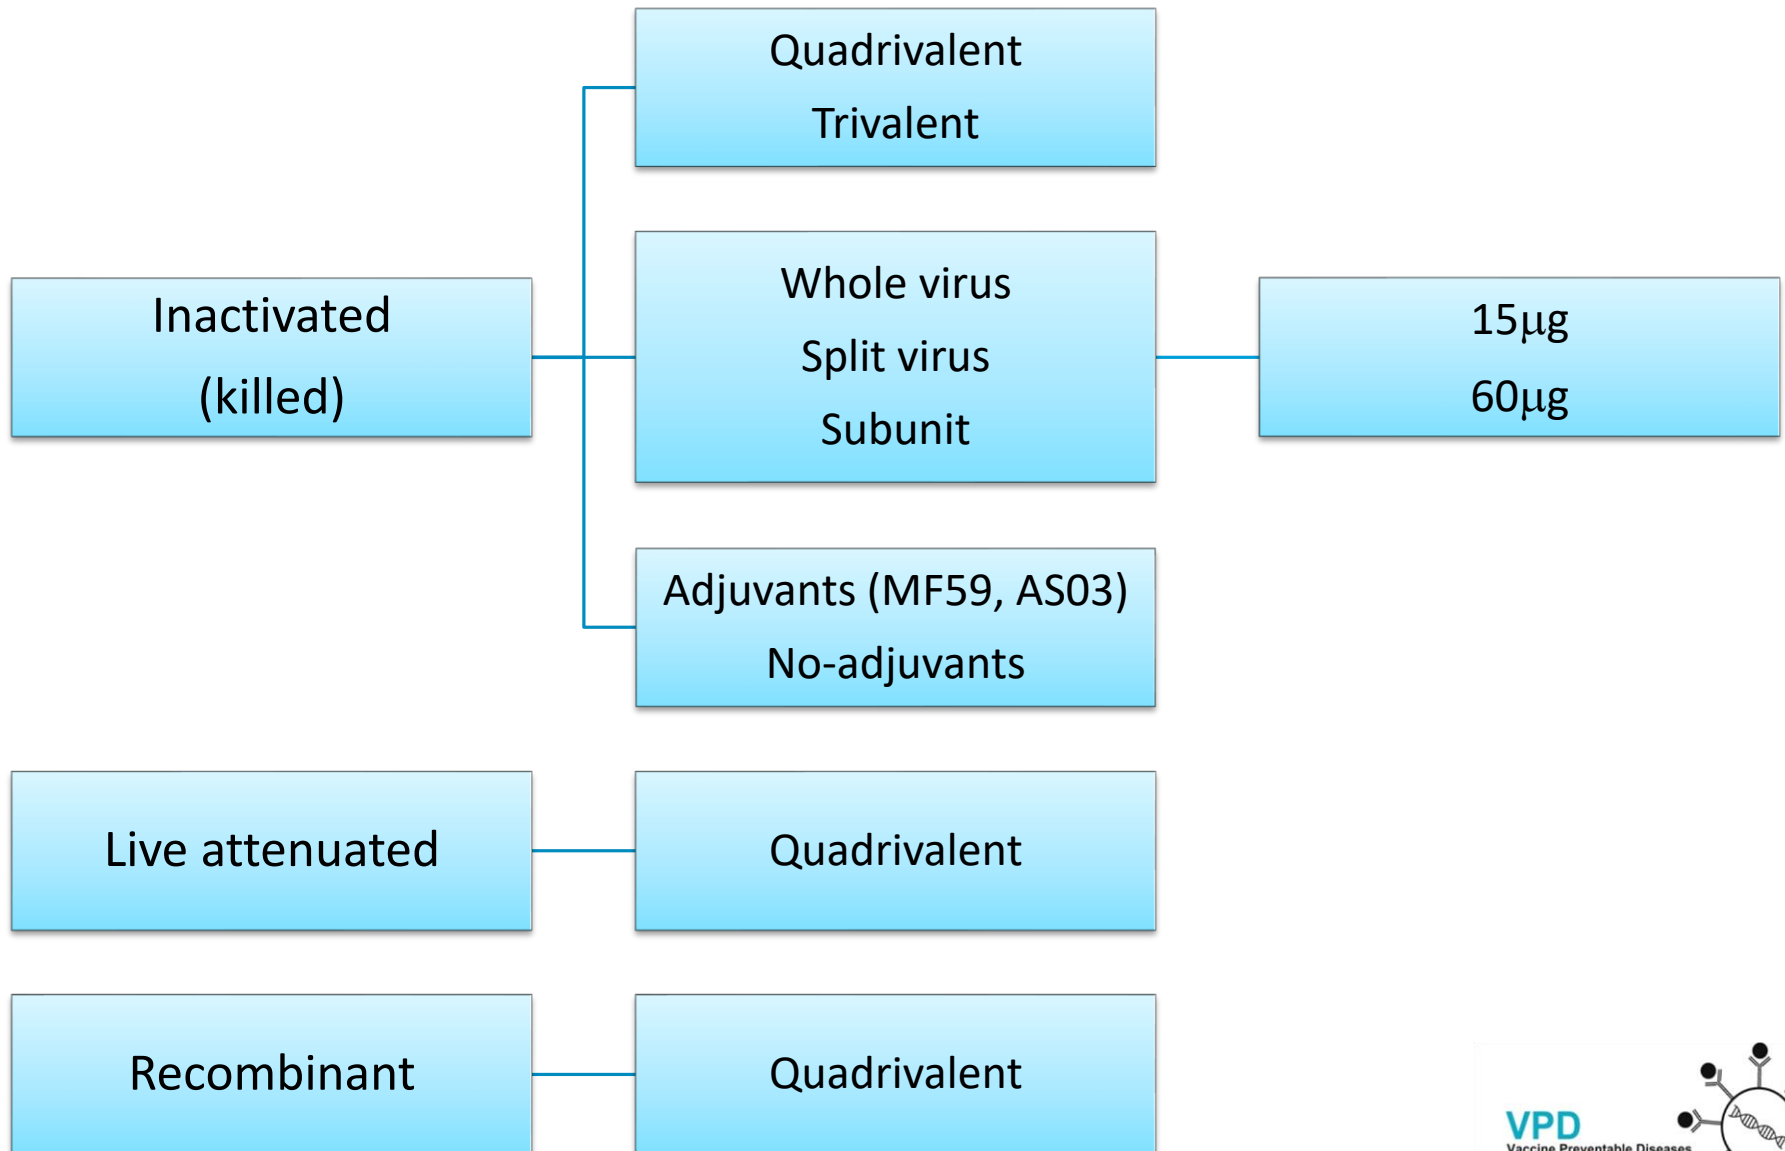 Quadrivalent
Trivalent
Inactivated
(killed)
Whole virus
Split virus
Subunit
15μg
60μg
Adjuvants (MF59, AS03)
No-adjuvants
Live attenuated
Quadrivalent
Recombinant
Quadrivalent
VPD
Vaccine Preventable Diseases